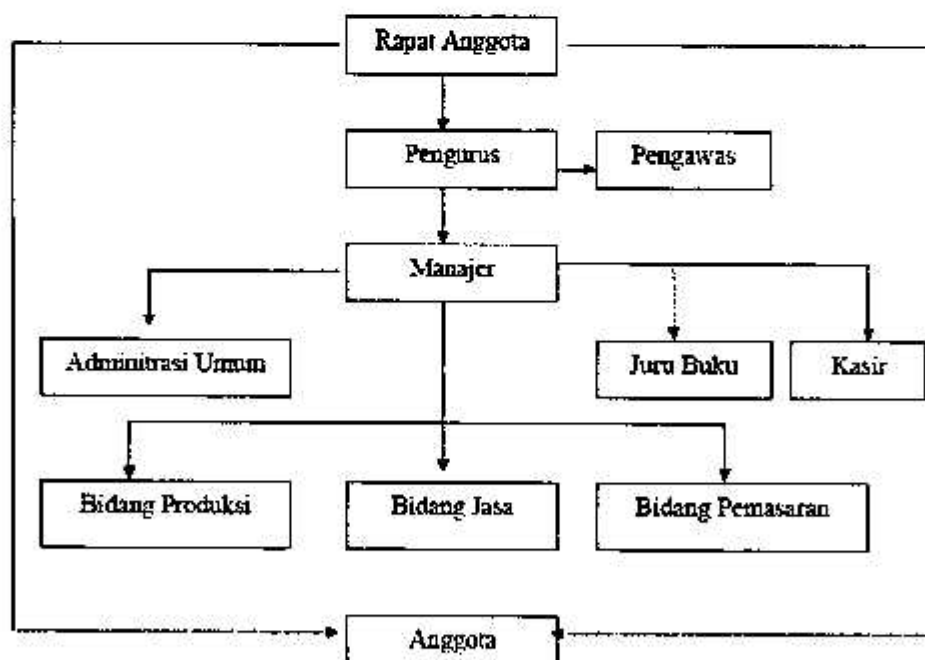 Rapat Anggota
Pengurus
Pengawas
Manajer
Adminitrasi Umum
Juru Buku
Kasir
Bidang Produksi
Bidang Jasa
Bidang Pemasaran
Anggota